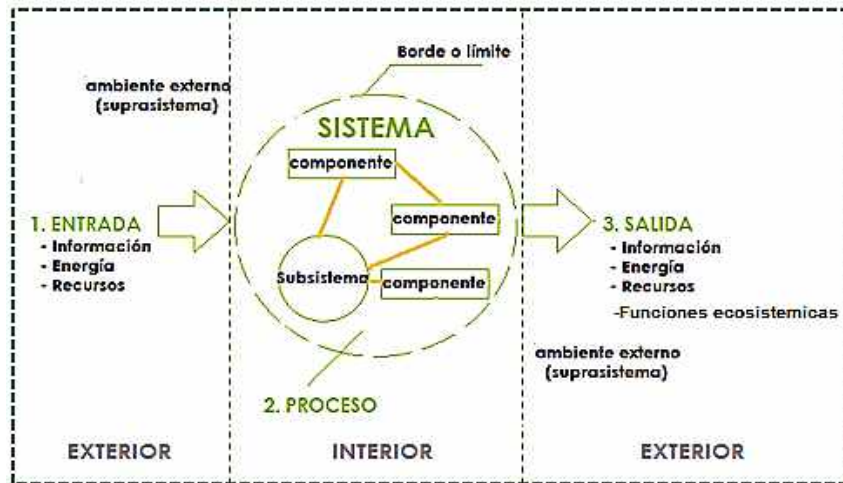 Borde o límite
ambiente externo
(suprasistema)
SISTEMA
componente
1. ENTRADA
- Información
- Energía
- Recursos
componente
Subsistema
componente
3. SALIDA
- Información
- Energía
- Recursos
-Funciones ecosistemicas
ambiente externo
(suprasistema)
2. PROCESO
EXTERIOR
INTERIOR
EXTERIOR